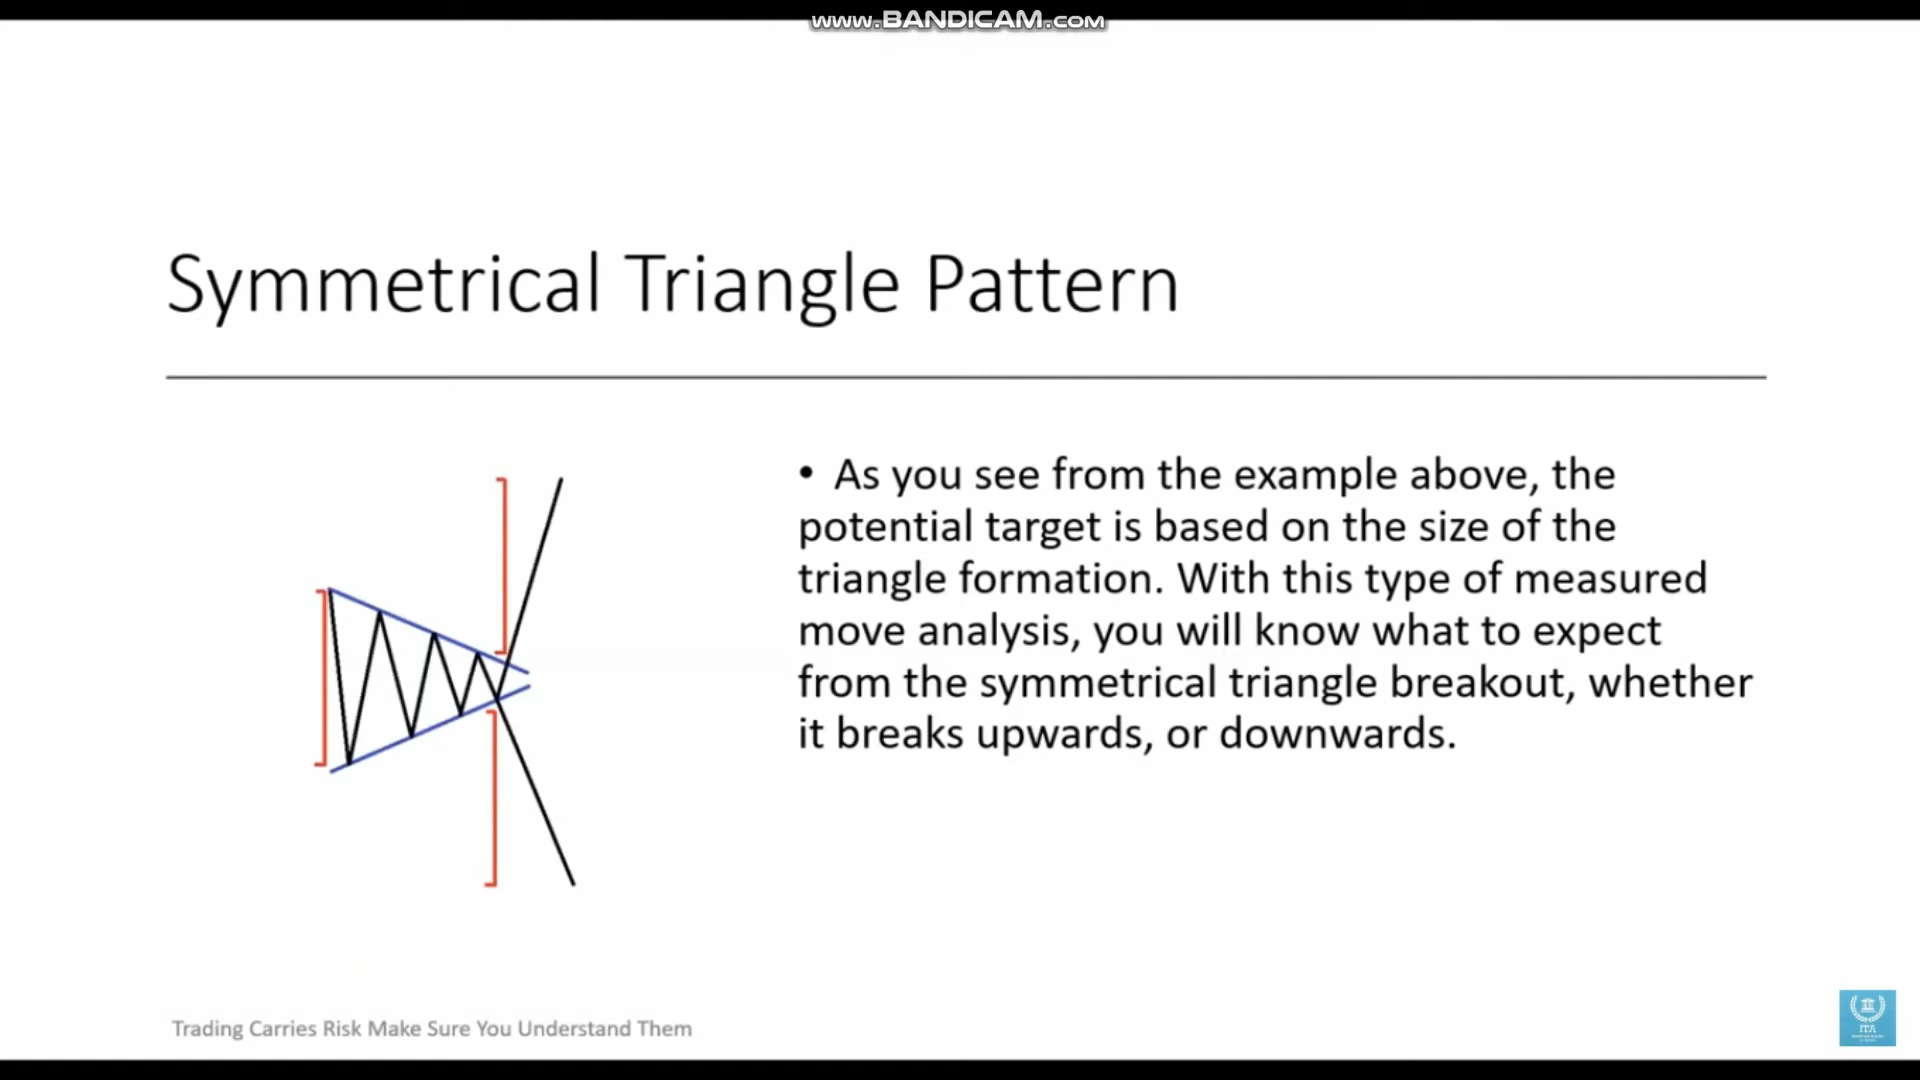 www.BANDICAM.com
Symmetrical Triangle Pattern
• As you see from the example above, the
potential target is based on the size of the
triangle formation. With this type of measured
move analysis, you will know what to expect
from the symmetrical triangle breakout, whether
it breaks upwards, or downwards.
Trading Carries Risk Make Sure You Understand Them
ITA